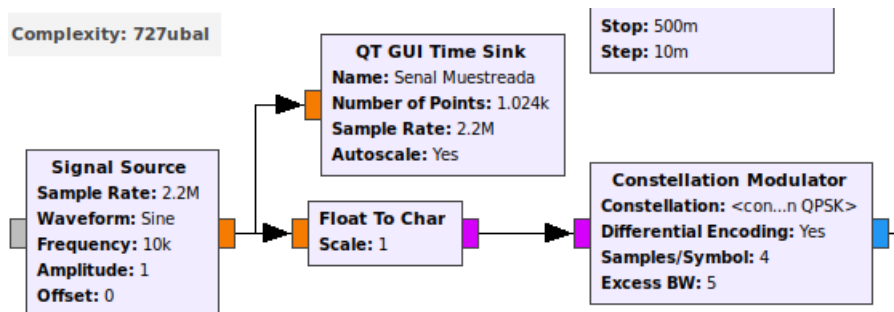 Complexity: 727ubal
Stop: 500m
Step: 10m
QT GUI Time Sink
Name: Senal Muestreada
Number of Points: 1.024k
Sample Rate: 2.2M
Autoscale: Yes
Signal Source
Sample Rate: 2.2M
Waveform: Sine
Frequency: 10k
Amplitude: 1
Offset: 0
Float To Char
Scale: 1
Constellation Modulator
Constellation: <con...n QPSK>
Differential Encoding: Yes
Samples/Symbol: 4
Excess BW: 5